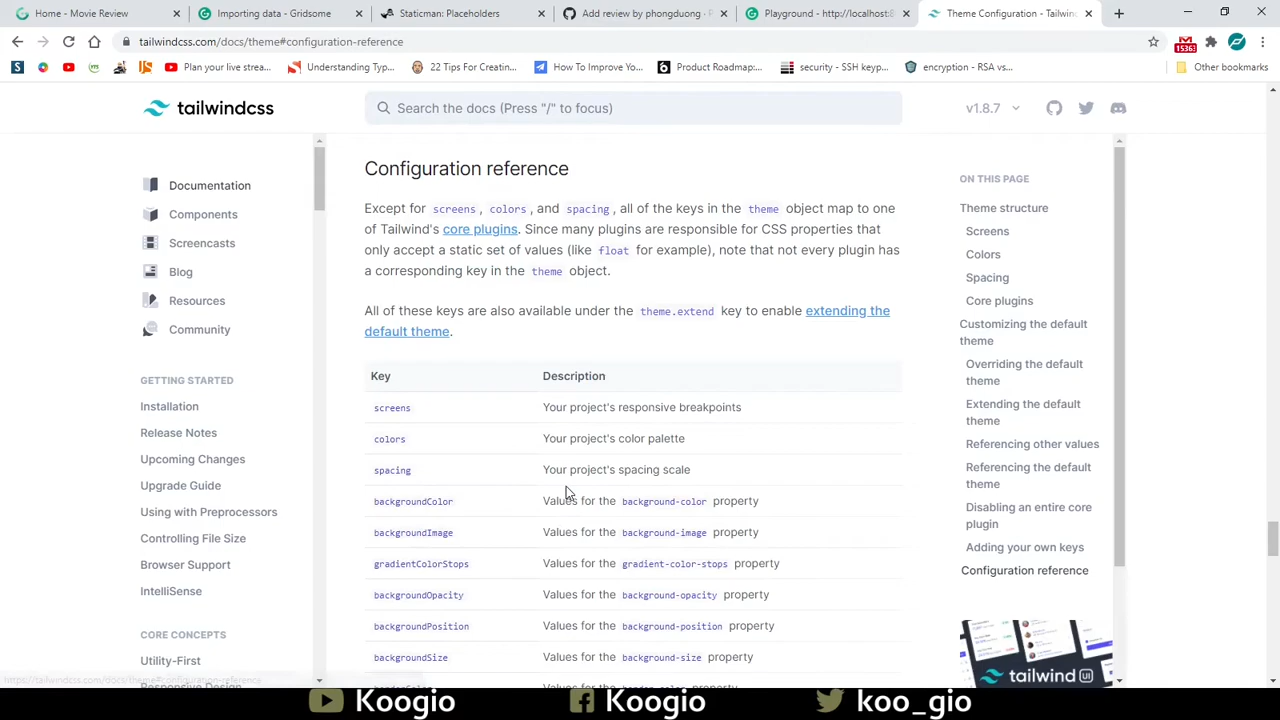 Home - Movie Review
Importing data - Gridsome
Staticman: Placeholders
Add review by phongduong · P
Playground - http://localhost:8
Theme Configuration - Tailwin
tailwindcss.com/docs/theme#configuration-reference
15363
Plan your live strea...
Understanding Typ...
22 Tips For Creatin...
How To Improve Yo...
Product Roadmap:...
security - SSH keyp...
encryption - RSA vs...
Other bookmarks
tailwindcss
Search the docs (Press "/" to focus)
v1.8.7
Documentation
Components
Screencasts
Blog
Resources
Community
GETTING STARTED
Installation
Release Notes
Upcoming Changes
Upgrade Guide
Using with Preprocessors
Controlling File Size
Browser Support
IntelliSense
CORE CONCEPTS
Utility-First
Responsive Design
https://tailwindcss.com/docs/theme#configuration-reference
Configuration reference
Except for screens, colors, and spacing, all of the keys in the theme object map to one
of Tailwind's core plugins. Since many plugins are responsible for CSS properties that
only accept a static set of values (like float for example), note that not every plugin has
a corresponding key in the theme object.
All of these keys are also available under the theme.extend key to enable extending the
default theme.
Key Description
screens Your project's responsive breakpoints
colors Your project's color palette
spacing Your project's spacing scale
backgroundColor Values for the background-color property
backgroundImage Values for the background-image property
gradientColorStops Values for the gradient-color-stops property
backgroundOpacity Values for the background-opacity property
backgroundPosition Values for the background-position property
backgroundSize Values for the background-size property
ON THIS PAGE
Theme structure
Screens
Colors
Spacing
Core plugins
Customizing the default
theme
Overriding the default
theme
Extending the default
theme
Referencing other values
Referencing the default
theme
Disabling an entire core
plugin
Adding your own keys
Configuration reference
tailwind UI
Koogio
Koogio
koo_gio